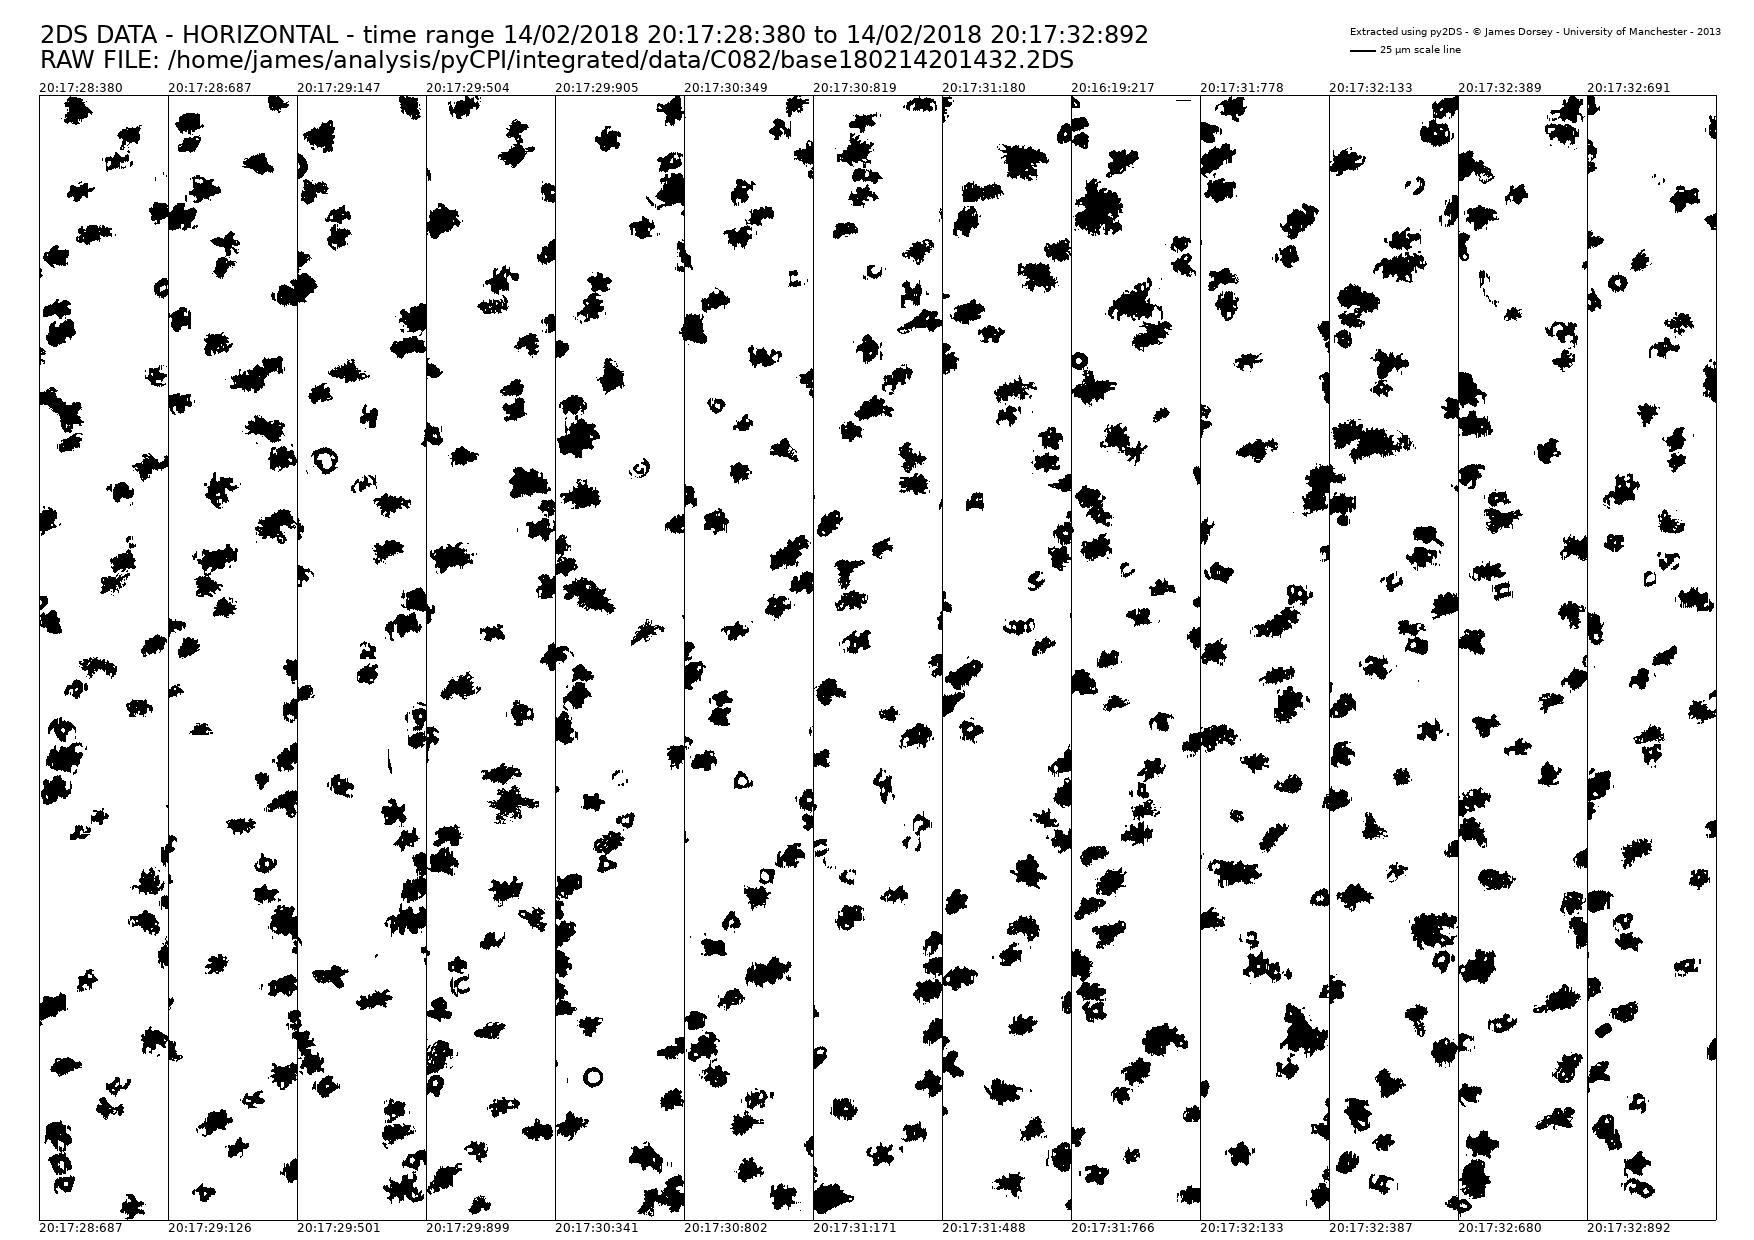 2DS DATA - HORIZONTAL - time range 14/02/2018 20:17:28:380 to 14/02/2018 20:17:32:892
RAW FILE: /home/james/analysis/pyCPI/integrated/data/C082/base180214201432.2DS
Extracted using py2DS - © James Dorsey - University of Manchester - 2013
25 µm scale line
20:17:28:380 20:17:28:687 20:17:29:147 20:17:29:504 20:17:29:905 20:17:30:349 20:17:30:819 20:17:31:180 20:16:19:217 20:17:31:778 20:17:32:133 20:17:32:389 20:17:32:691
20:17:28:687 20:17:29:126 20:17:29:501 20:17:29:899 20:17:30:341 20:17:30:802 20:17:31:171 20:17:31:488 20:17:31:766 20:17:32:133 20:17:32:387 20:17:32:680 20:17:32:892